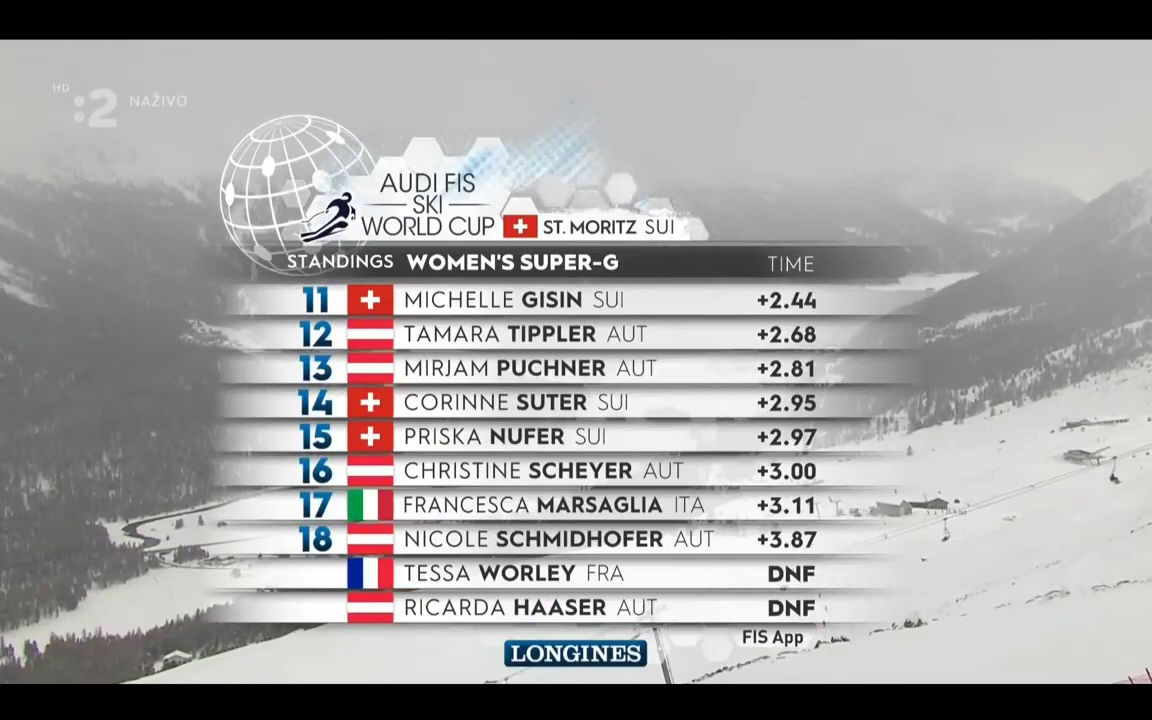 HD
:2 NAŽIVO
AUDI FIS
SKI
WORLD CUP
ST. MORITZ SUI
STANDINGS WOMEN'S SUPER-G TIME
11 MICHELLE GISIN SUI +2.44
12 TAMARA TIPPLER AUT +2.68
13 MIRJAM PUCHNER AUT +2.81
14 CORINNE SUTER SUI +2.95
15 PRISKA NUFER SUI +2.97
16 CHRISTINE SCHEYER AUT +3.00
17 FRANCESCA MARSAGLIA ITA +3.11
18 NICOLE SCHMIDHOFER AUT +3.87
TESSA WORLEY FRA DNF
RICARDA HAASER AUT DNF
FIS App
LONGINES